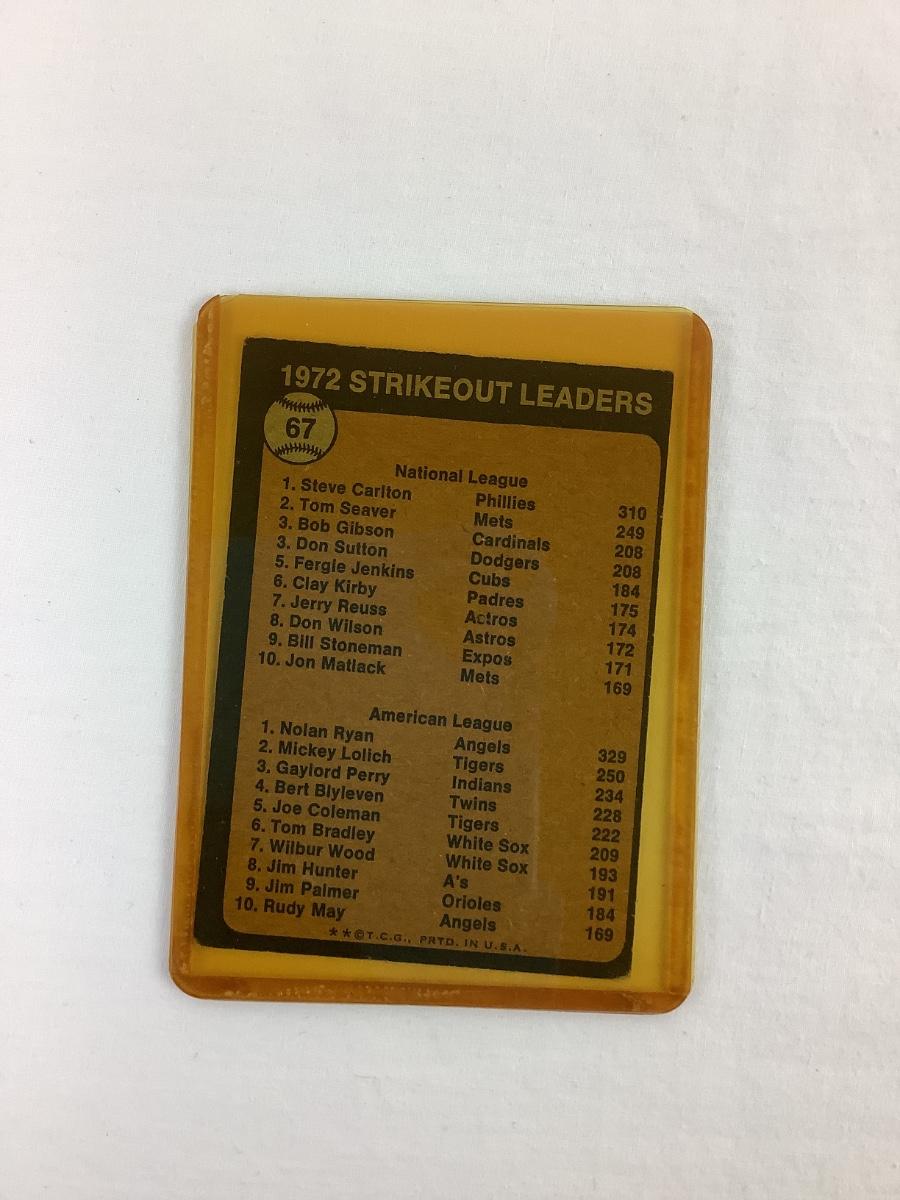 1972 STRIKEOUT LEADERS
67
National League
1. Steve Carlton Phillies 310
2. Tom Seaver Mets 249
3. Bob Gibson Cardinals 208
3. Don Sutton Dodgers 208
5. Fergie Jenkins Cubs 184
6. Clay Kirby Padres 175
7. Jerry Reuss Astros 174
8. Don Wilson Astros 172
9. Bill Stoneman Expos 171
10. Jon Matlack Mets 169
American League
1. Nolan Ryan Angels 329
2. Mickey Lolich Tigers 250
3. Gaylord Perry Indians 234
4. Bert Blyleven Twins 228
5. Joe Coleman Tigers 222
6. Tom Bradley White Sox 209
7. Wilbur Wood White Sox 193
8. Jim Hunter A's 191
9. Jim Palmer Orioles 184
10. Rudy May Angels 169
**©T.C.G., PRTD. IN U.S.A.